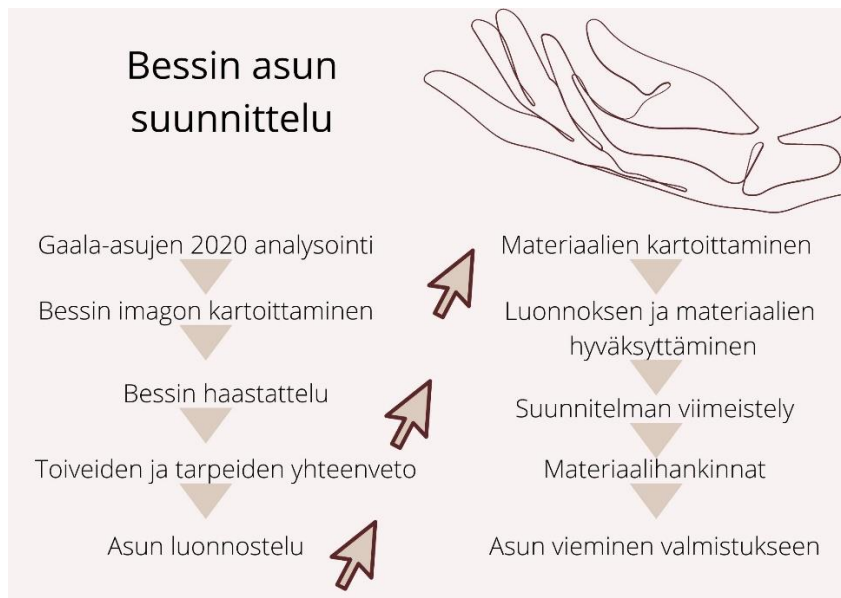 Bessin asun
suunnittelu
Gaala-asujen 2020 analysointi
Bessin imagon kartoittaminen
Bessin haastattelu
Toiveiden ja tarpeiden yhteenveto
Asun luonnostelu
Materiaalien kartoittaminen
Luonnoksen ja materiaalien
hyväksyttäminen
Suunnitelman viimeistely
Materiaalihankinnat
Asun vieminen valmistukseen